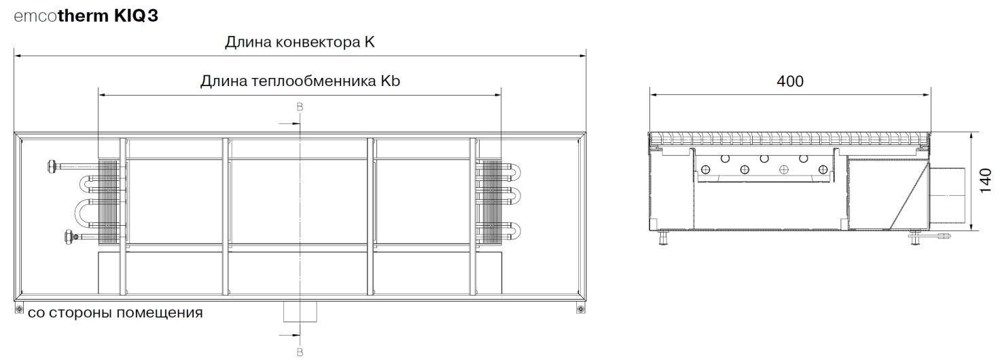 emcotherm KIQ3
Длина конвектора K
Длина теплообменника Kb
400
B
140
со стороны помещения
B